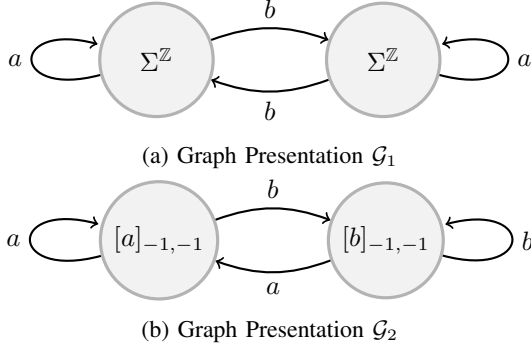 b
a Σ^ℤ Σ^ℤ a
b
(a) Graph Presentation 𝒢₁
b
a [a]₋₁,₋₁ [b]₋₁,₋₁ b
a
(b) Graph Presentation 𝒢₂